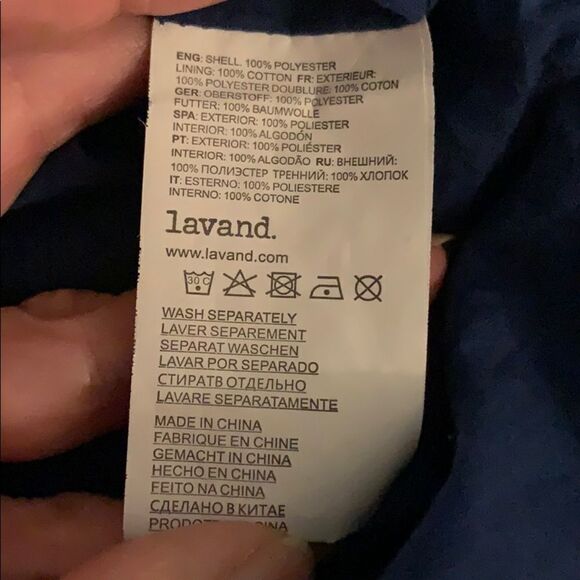 ENG: SHELL. 100% POLYESTER
LINING: 100% COTTON FR: EXTERIEUR:
100% POLYESTER DOUBLURE: 100% COTON
GER: OBERSTOFF: 100% POLYESTER
FUTTER: 100% BAUMWOLLE
SPA: EXTERIOR: 100% POLIESTER
INTERIOR: 100% ALGODÓN
PT: EXTERIOR: 100% POLIÉSTER
INTERIOR: 100% ALGODÃO RU: ВНЕШНИЙ:
100% ПОЛИЭСТЕР ТРЕННИЙ: 100% ХЛОПОК
IT: ESTERNO: 100% POLIESTERE
INTERNO: 100% COTONE
lavand.
www.lavand.com
30 C
WASH SEPARATELY
LAVER SEPAREMENT
SEPARAT WASCHEN
LAVAR POR SEPARADO
СТИРАТВ ОТДЕЛЬНО
LAVARE SEPARATAMENTE
MADE IN CHINA
FABRIQUE EN CHINE
GEMACHT IN CHINA
HECHO EN CHINA
FEITO NA CHINA
СДЕЛАНО В КИТАЕ